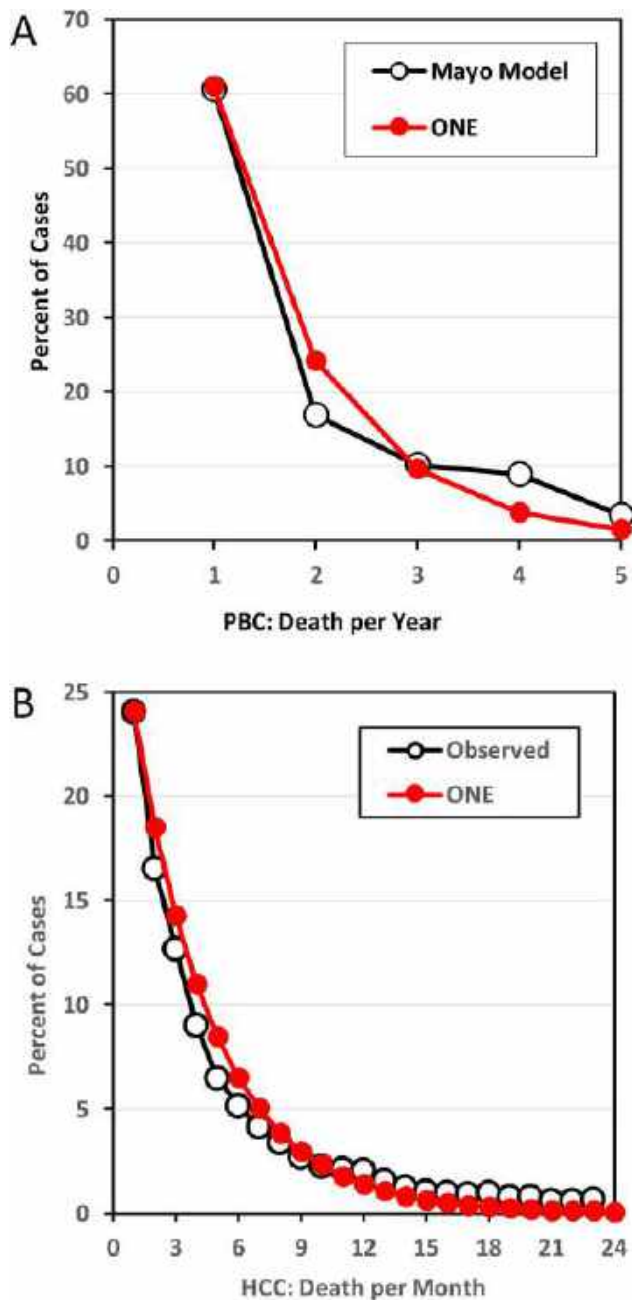 A
70
60
50
40
30
20
10
0
Percent of Cases
Mayo Model
ONE
0 1 2 3 4 5
PBC: Death per Year
B
25
20
15
10
5
0
Percent of Cases
Observed
ONE
0 3 6 9 12 15 18 21 24
HCC: Death per Month